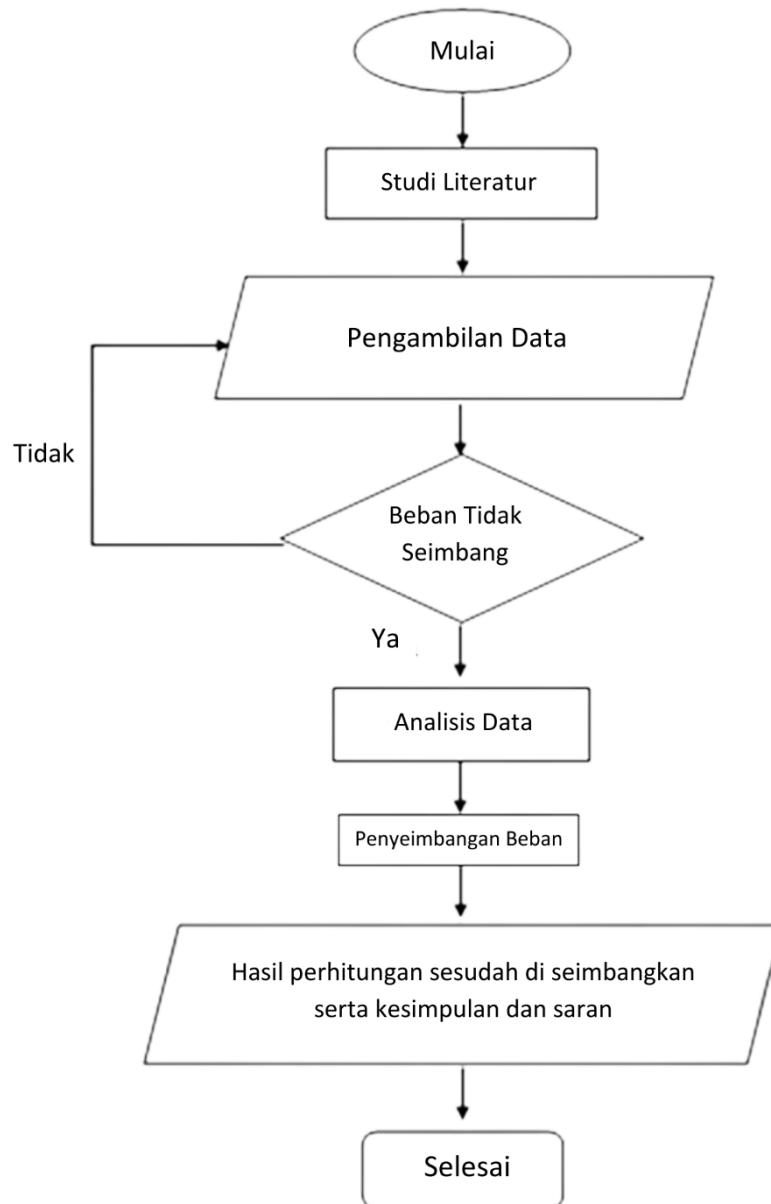 Mulai
Studi Literatur
Pengambilan Data
Tidak
Beban Tidak
Seimbang
Ya
Analisis Data
Penyeimbangan Beban
Hasil perhitungan sesudah di seimbangkan
serta kesimpulan dan saran
Selesai